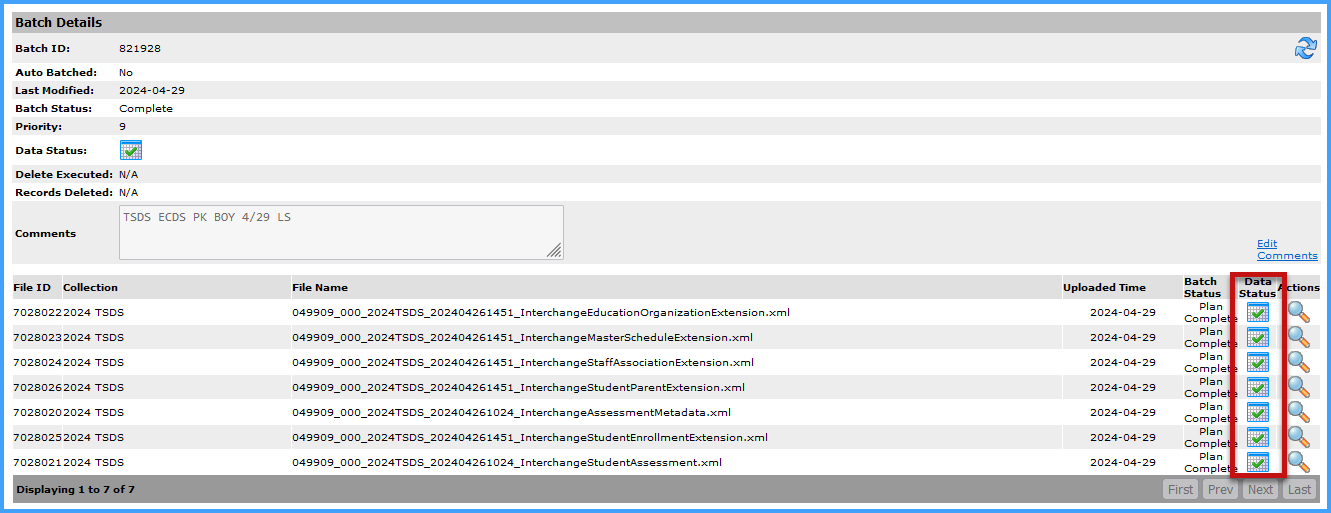 Batch Details
Batch ID: 821928
Auto Batched: No
Last Modified: 2024-04-29
Batch Status: Complete
Priority: 9
Data Status:
Delete Executed: N/A
Records Deleted: N/A
Comments TSDS ECDS PK BOY 4/29 LS
Edit Comments
File ID Collection File Name Uploaded Time Batch Status Data Status Actions
7028022 2024 TSDS 049909_000_2024TSDS_202404261451_InterchangeEducationOrganizationExtension.xml 2024-04-29 Plan Complete
7028023 2024 TSDS 049909_000_2024TSDS_202404261451_InterchangeMasterScheduleExtension.xml 2024-04-29 Plan Complete
7028024 2024 TSDS 049909_000_2024TSDS_202404261451_InterchangeStaffAssociationExtension.xml 2024-04-29 Plan Complete
7028026 2024 TSDS 049909_000_2024TSDS_202404261451_InterchangeStudentParentExtension.xml 2024-04-29 Plan Complete
7028020 2024 TSDS 049909_000_2024TSDS_202404261024_InterchangeAssessmentMetadata.xml 2024-04-29 Plan Complete
7028025 2024 TSDS 049909_000_2024TSDS_202404261451_InterchangeStudentEnrollmentExtension.xml 2024-04-29 Plan Complete
7028021 2024 TSDS 049909_000_2024TSDS_202404261024_InterchangeStudentAssessment.xml 2024-04-29 Plan Complete
Displaying 1 to 7 of 7 First Prev Next Last